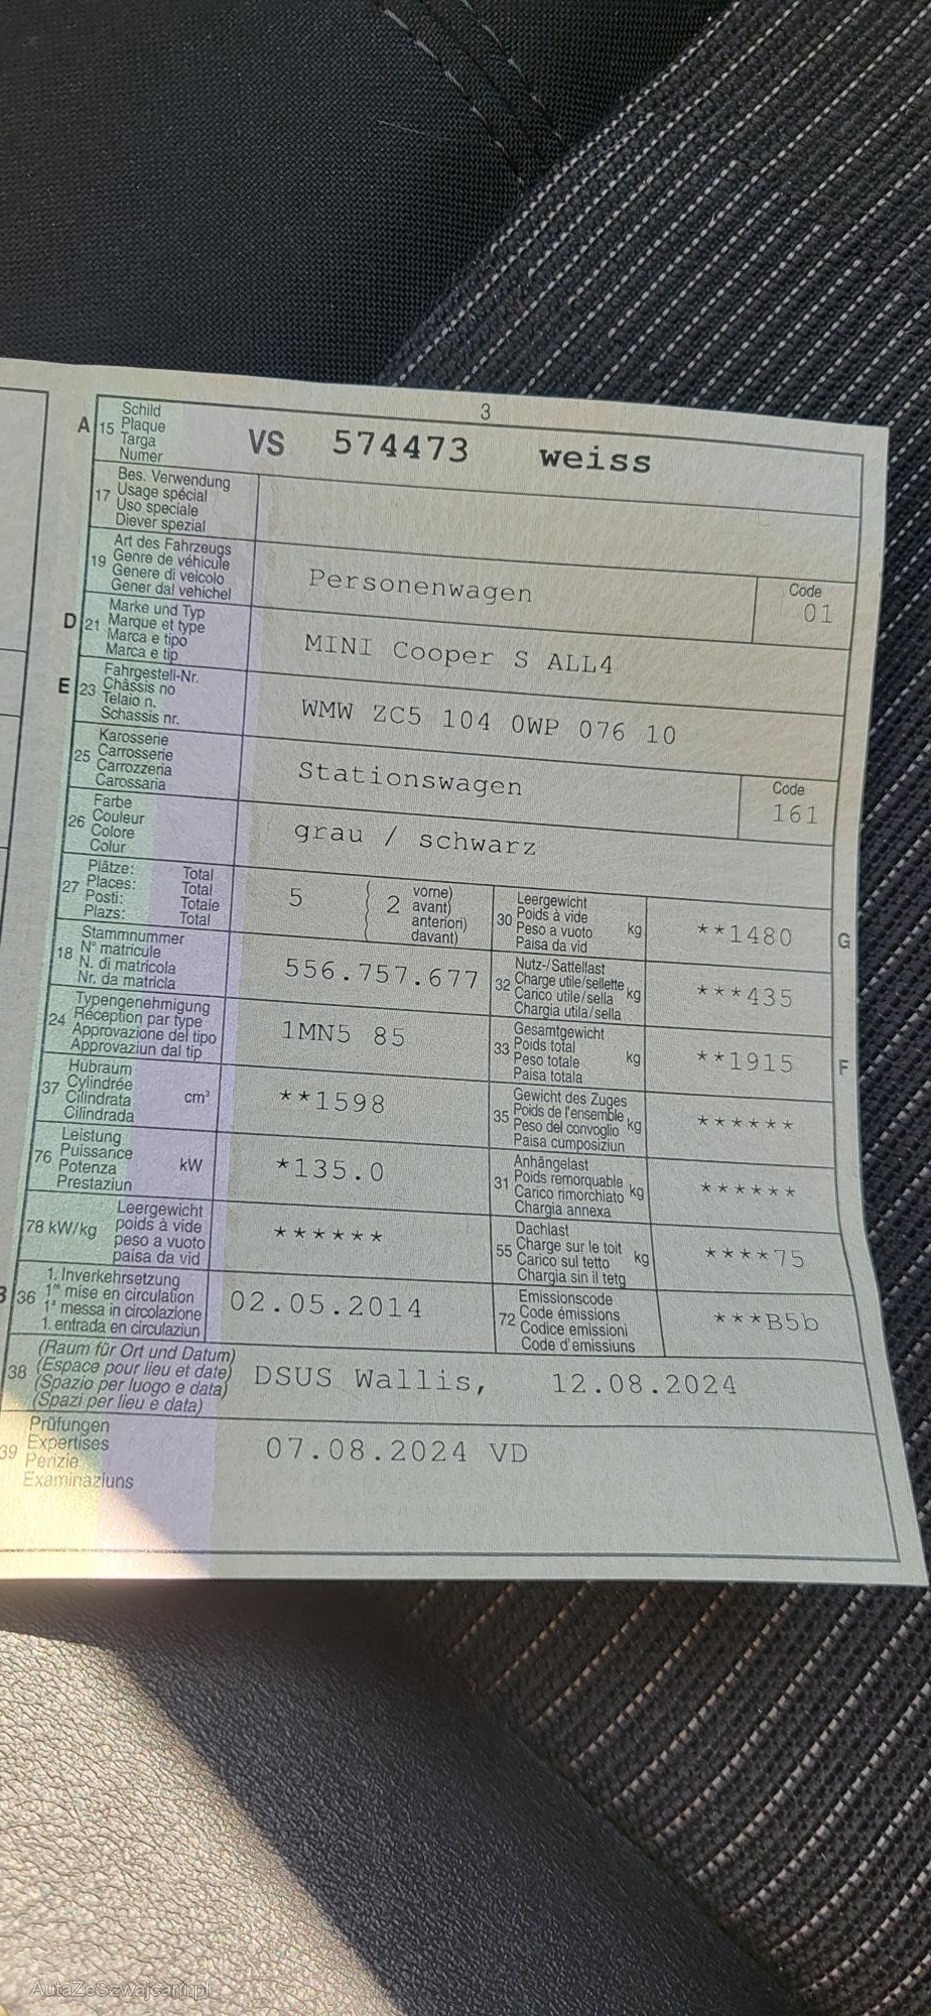 3
A 15 Schild
Plaque
Targa
Numer
VS 574473 weiss
17 Bes. Verwendung
Usage spécial
Uso speciale
Diever spezial
19 Art des Fahrzeugs
Genre de véhicule
Genere di veicolo
Gener dal vehichel
Personenwagen
Code
01
D 21 Marke und Typ
Marque et type
Marca e tipo
Marca e tip
MINI Cooper S ALL4
E 23 Fahrgestell-Nr.
Châssis no
Telaio n.
Schassis nr.
WMW ZC5 104 0WP 076 10
25 Karosserie
Carrosserie
Carrozzeria
Carossaria
Stationswagen
Code
161
26 Farbe
Couleur
Colore
Colur
grau / schwarz
27 Plätze: Total
Places: Total
Posti: Totale
Plazs: Total
5 2 vorne)
avant)
anteriori)
davant)
30 Leergewicht
Poids à vide
Peso a vuoto
Paisa da vid
kg **1480 G
18 Stammnummer
N° matricule
N. di matricola
Nr. da matricla
556.757.677
32 Nutz-/Sattellast
Charge utile/sellette
Carico utile/sella
Chargia utila/sella
kg ***435
24 Typengenehmigung
Réception par type
Approvazione del tipo
Approvaziun dal tip
1MN5 85
33 Gesamtgewicht
Poids total
Peso totale
Paisa totala
kg **1915 F
37 Hubraum
Cylindrée
Cilindrata
Cilindrada
cm³ **1598
35 Gewicht des Zuges
Poids de l'ensemble
Peso del convoglio
Paisa cumposiziun
kg ******
76 Leistung
Puissance
Potenza
Prestaziun
kW *135.0
31 Anhängelast
Poids remorquable
Carico rimorchiato
Chargia annexa
kg ******
78 kW/kg Leergewicht
poids à vide
peso a vuoto
paisa da vid
******
55 Dachlast
Charge sur le toit
Carico sul tetto
Chargia sin il tetg
kg ****75
B 36 1. Inverkehrsetzung
1re mise en circulation
1a messa in circolazione
1. entrada en circulaziun
02.05.2014
72 Emissionscode
Code émissions
Codice emissioni
Code d'emissiuns
***B5b
38 (Raum für Ort und Datum)
(Espace pour lieu et date)
(Spazio per luogo e data)
(Spazi per lieu e data)
DSUS Wallis, 12.08.2024
39 Prüfungen
Expertises
Perizie
Examinaziuns
07.08.2024 VD
AutaZeSzwajcarii.pl